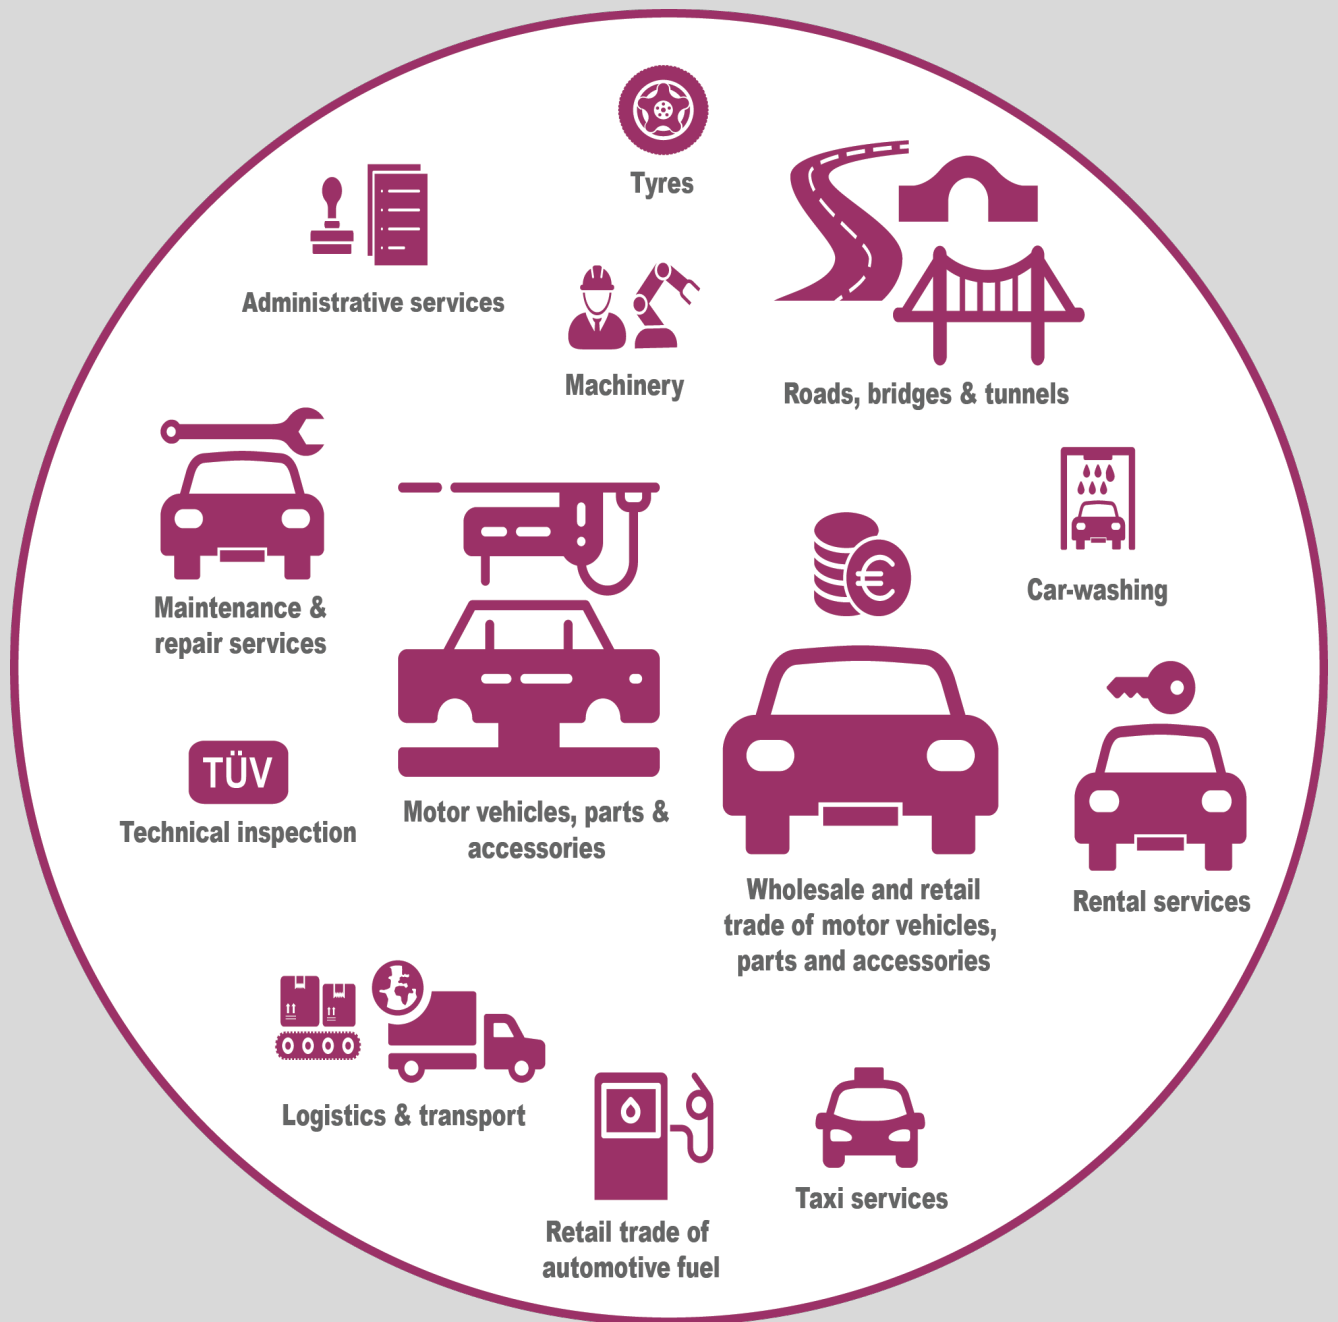 Tyres
Administrative services
Machinery
Roads, bridges & tunnels
Maintenance &
repair services
€
Car-washing
TÜV
Technical inspection
Motor vehicles, parts &
accessories
Wholesale and retail
trade of motor vehicles,
parts and accessories
Rental services
Logistics & transport
Retail trade of
automotive fuel
Taxi services